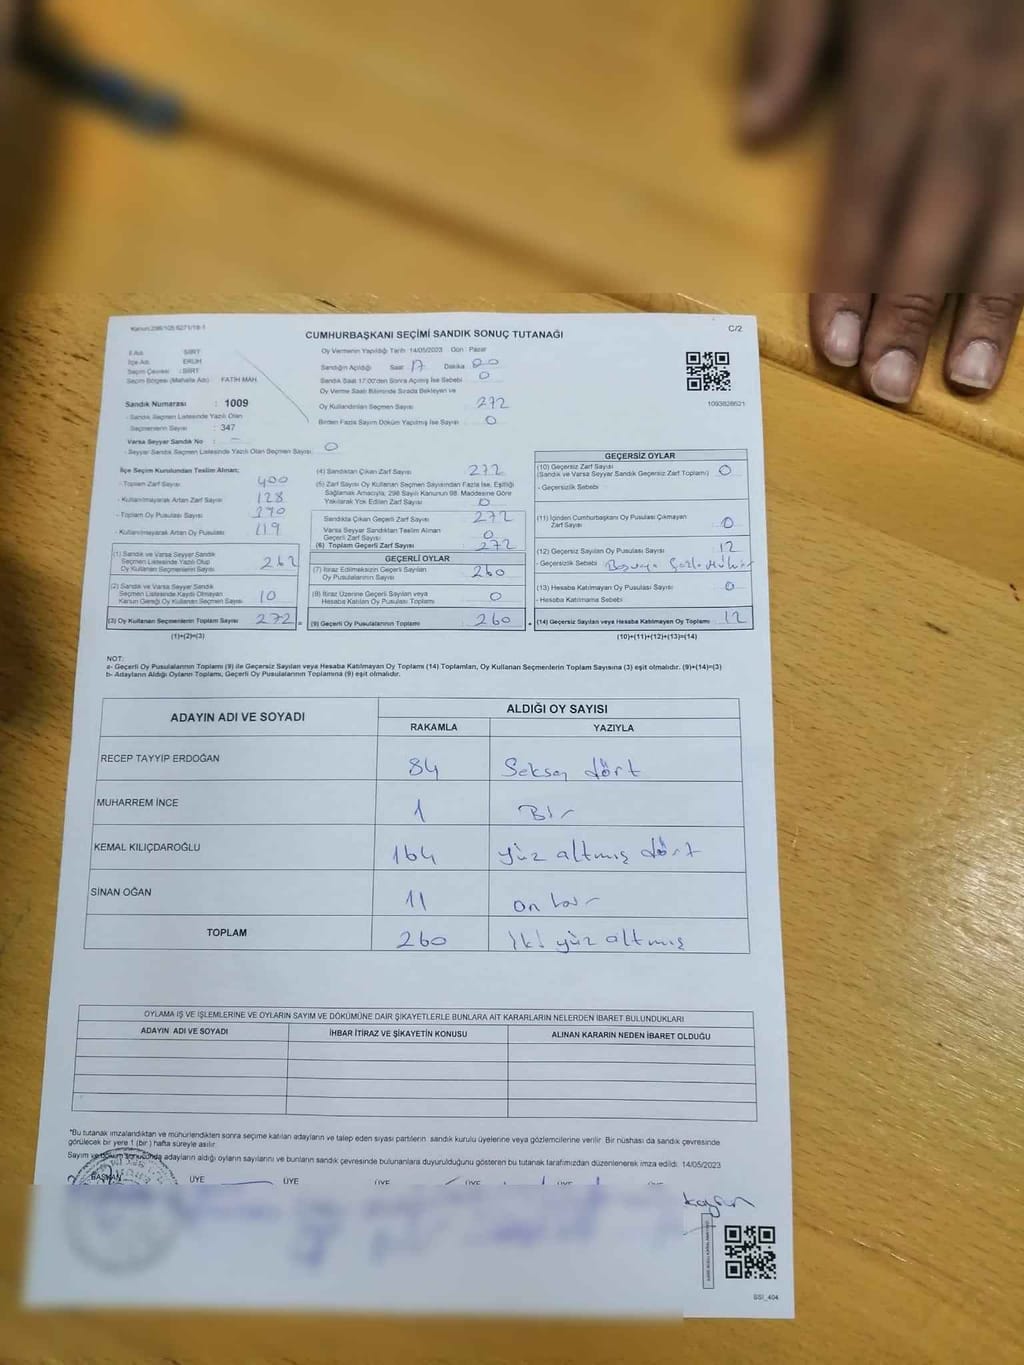 Kanun:298/105 6271/19-1
C/2
CUMHURBAŞKANI SEÇİMİ SANDIK SONUÇ TUTANAĞI
İl Adı : SİİRT
İlçe Adı : ERUH
Seçim Çevresi : SİİRT
Seçim Bölgesi (Mahalle Adı) : FATİH MAH
Sandık Numarası : 1009
- Sandık Seçmen Listesinde Yazılı Olan
Seçmenlerin Sayısı : 347
Varsa Seyyar Sandık No : -
- Seyyar Sandık Seçmen Listesinde Yazılı Olan Seçmen Sayısı 0
Oy Vermenin Yapıldığı Tarih :14/05/2023 Gün : Pazar
Sandığın Açıldığı Saat 17 Dakika 00
Sandık Saat 17:00'den Sonra Açılmış İse Sebebi 0
Oy Verme Saati Bitiminde Sırada Bekleyen ve
Oy Kullandırılan Seçmen Sayısı 272
Birden Fazla Sayım Döküm Yapılmış İse Sayısı 0
1093828621
İlçe Seçim Kurulundan Teslim Alınan;
- Toplam Zarf Sayısı 400
- Kullanılmayarak Artan Zarf Sayısı 128
- Toplam Oy Pusulası Sayısı 390
- Kullanılmayarak Artan Oy Pusulası 119
(1) Sandık ve Varsa Seyyar Sandık
Seçmen Listesinde Yazılı Olup
Oy Kullanan Seçmenlerin Sayısı 262
(2) Sandık ve Varsa Seyyar Sandık
Seçmen Listesinde Kaydı Olmayan
Kanun Gereği Oy Kullanan Seçmen Sayısı 10
(3) Oy Kullanan Seçmenlerin Toplam Sayısı 272 =
(1)+(2)=(3)
(4) Sandıktan Çıkan Zarf Sayısı 272
(5) Zarf Sayısı Oy Kullanan Seçmen Sayısından Fazla İse, Eşitliği
Sağlamak Amacıyla, 298 Sayılı Kanunun 98. Maddesine Göre
Yakılarak Yok Edilen Zarf Sayısı 0
Sandıkta Çıkan Geçerli Zarf Sayısı 272
Varsa Seyyar Sandıktan Teslim Alınan
Geçerli Zarf Sayısı 0
(6) Toplam Geçerli Zarf Sayısı 272
GEÇERLİ OYLAR
(7) İtiraz Edilmeksizin Geçerli Sayılan
Oy Pusulalarının Sayısı 260
(8) İtiraz Üzerine Geçerli Sayılan veya
Hesaba Katılan Oy Pusulaları Toplamı 0
(9) Geçerli Oy Pusulalarının Toplamı 260 +
GEÇERSİZ OYLAR
(10) Geçersiz Zarf Sayısı
(Sandık ve Varsa Seyyar Sandık Geçersiz Zarf Toplamı) 0
- Geçersizlik Sebebi
(11) İçinden Cumhurbaşkanı Oy Pusulası Çıkmayan
Zarf Sayısı 0
(12) Geçersiz Sayılan Oy Pusulası Sayısı 12
- Geçersizlik Sebebi
(13) Hesaba Katılmayan Oy Pusulası Sayısı 0
- Hesaba Katılmama Sebebi
(14) Geçersiz Sayılan veya Hesaba Katılmayan Oy Toplamı 12
(10)+(11)+(12)+(13)=(14)
NOT:
a- Geçerli Oy Pusulalarının Toplamı (9) ile Geçersiz Sayılan veya Hesaba Katılmayan Oy Toplamı (14) Toplamları, Oy Kullanan Seçmenlerin Toplam Sayısına (3) eşit olmalıdır. (9)+(14)=(3)
b- Adayların Aldığı Oyların Toplamı, Geçerli Oy Pusulalarının Toplamına (9) eşit olmalıdır.
ADAYIN ADI VE SOYADI
ALDIĞI OY SAYISI
RAKAMLA YAZIYLA
RECEP TAYYİP ERDOĞAN 84 Seksen dört
MUHARREM İNCE 1 Bir
KEMAL KILIÇDAROĞLU 164 yüz altmış dört
SİNAN OĞAN 11 on bir
TOPLAM 260 iki yüz altmış
OYLAMA İŞ VE İŞLEMLERİNE VE OYLARIN SAYIM VE DÖKÜMÜNE DAİR ŞİKAYETLERLE BUNLARA AİT KARARLARIN NELERDEN İBARET BULUNDUKLARI
ADAYIN ADI VE SOYADI İHBAR İTİRAZ VE ŞİKAYETİN KONUSU ALINAN KARARIN NEDEN İBARET OLDUĞU
*Bu tutanak imzalandıktan ve mühürlendikten sonra seçime katılan adayların ve talep eden siyasi partilerin sandık kurulu üyelerine veya gözlemcilerine verilir. Bir nüshası da sandık çevresinde
görülecek bir yere 1 (bir) hafta süreyle asılır.
Sayım ve döküm sonucunda adayların aldığı oyların sayılarını ve bunların sandık çevresinde bulunanlara duyurulduğunu gösteren bu tutanak tarafımızdan düzenlenerek imza edildi. 14/05/2023
BAŞKAN ÜYE ÜYE ÜYE ÜYE ÜYE ÜYE
SSI_404